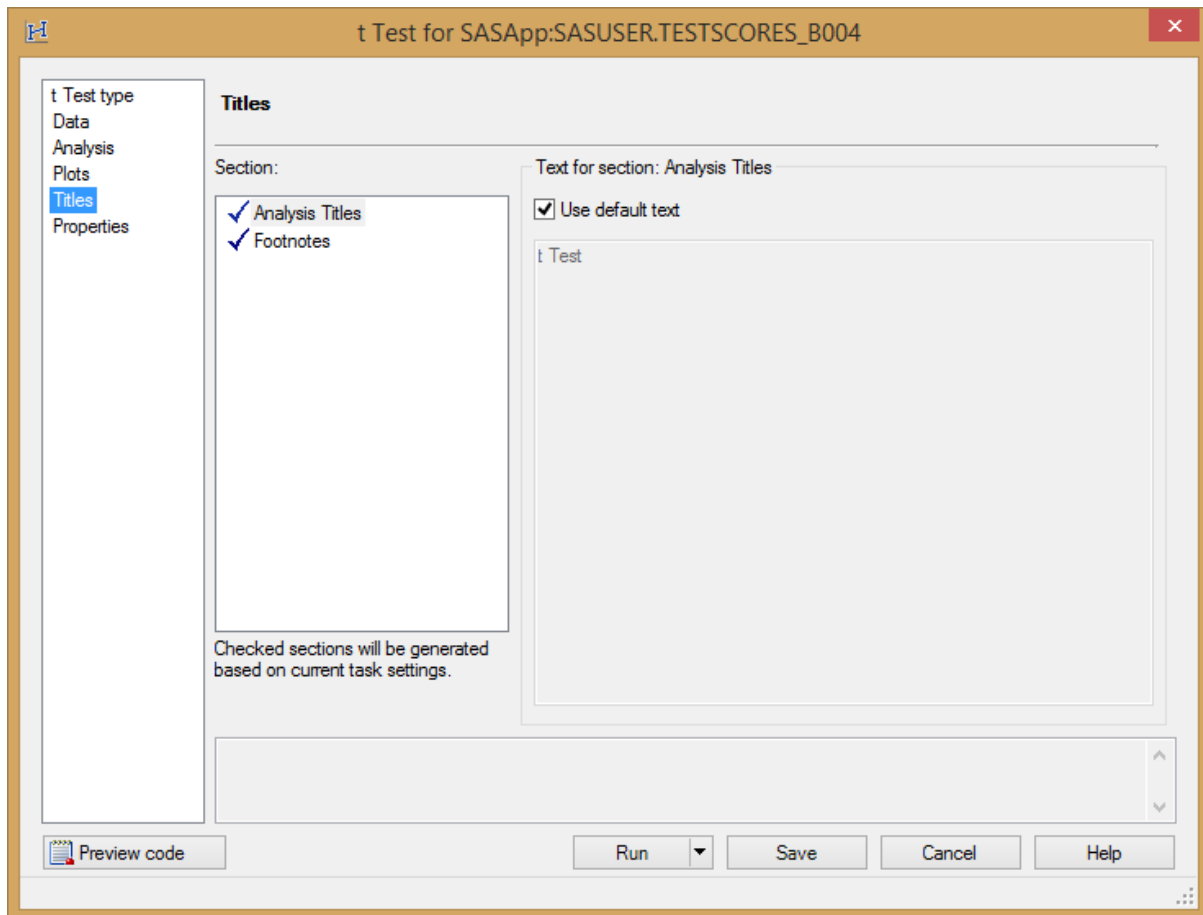 t Test for SASApp:SASUSER.TESTSCORES_B004
t Test type
Data
Analysis
Plots
Titles
Properties
Titles
Section:
Analysis Titles
Footnotes
Checked sections will be generated
based on current task settings.
Text for section: Analysis Titles
Use default text
t Test
Preview code
Run
Save
Cancel
Help